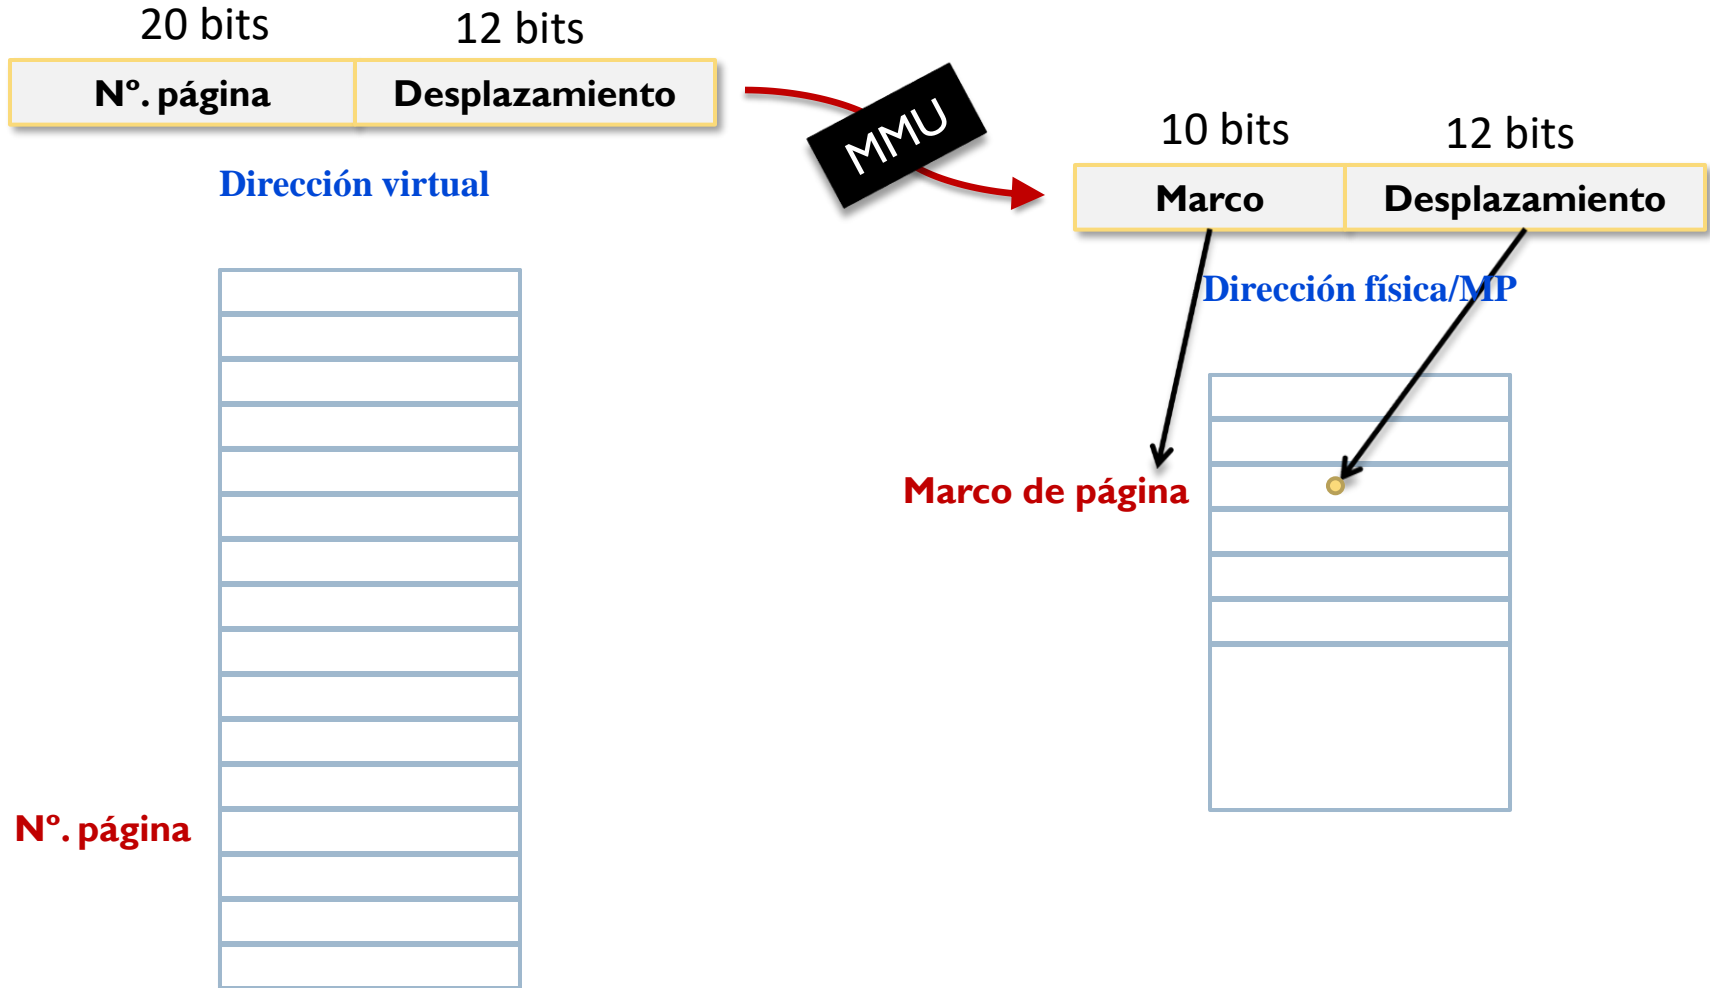 20 bits
12 bits
Nº. página
Desplazamiento
Dirección virtual
MMU
10 bits
12 bits
Marco
Desplazamiento
Dirección física/MP
Marco de página
Nº. página